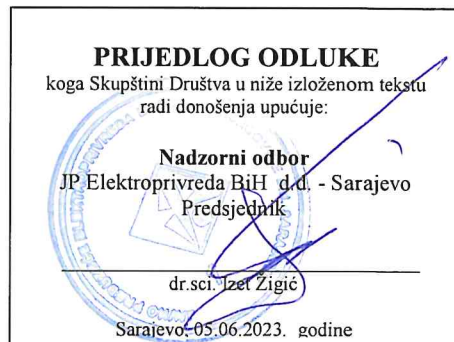 PRIJEDLOG ODLUKE
koga Skupštini Društva u niže izloženom tekstu
radi donošenja upućuje:
Nadzorni odbor
JP Elektroprivreda BiH d.d. - Sarajevo
Predsjednik
dr.sci. Izet Žigić
Sarajevo, 05.06.2023. godine